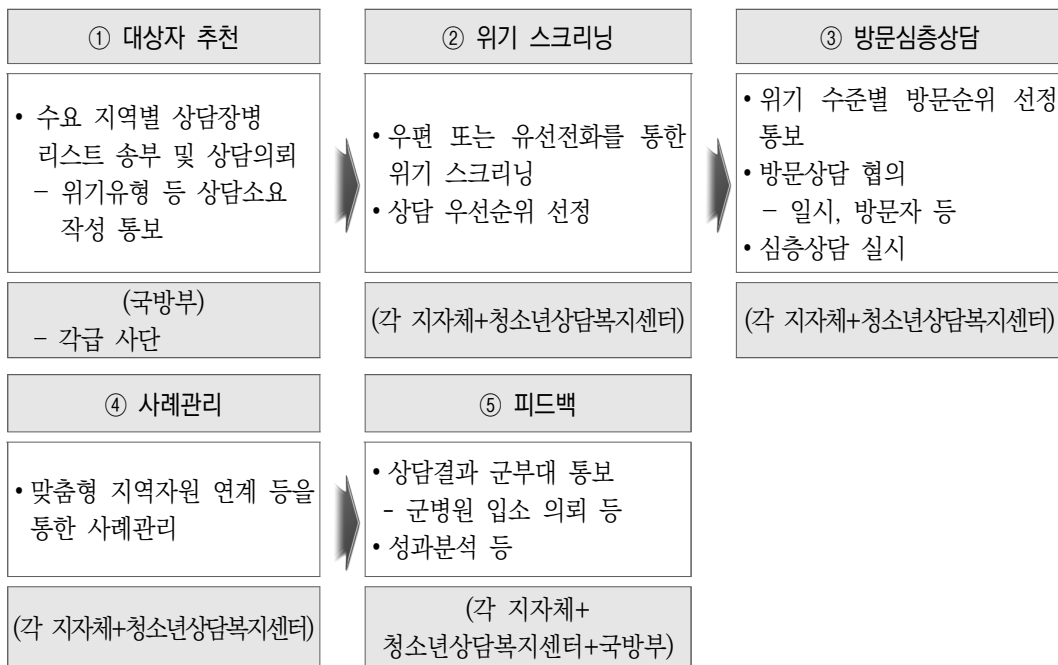 ① 대상자 추천
• 수요 지역별 상담장병
리스트 송부 및 상담의뢰
- 위기유형 등 상담소요
작성 통보
(국방부)
- 각급 사단
② 위기 스크리닝
• 우편 또는 유선전화를 통한
위기 스크리닝
• 상담 우선순위 선정
(각 지자체+청소년상담복지센터)
③ 방문심층상담
• 위기 수준별 방문순위 선정
통보
• 방문상담 협의
- 일시, 방문자 등
• 심층상담 실시
(각 지자체+청소년상담복지센터)
④ 사례관리
• 맞춤형 지역자원 연계 등을
통한 사례관리
(각 지자체+청소년상담복지센터)
⑤ 피드백
• 상담결과 군부대 통보
- 군병원 입소 의뢰 등
• 성과분석 등
(각 지자체+
청소년상담복지센터+국방부)